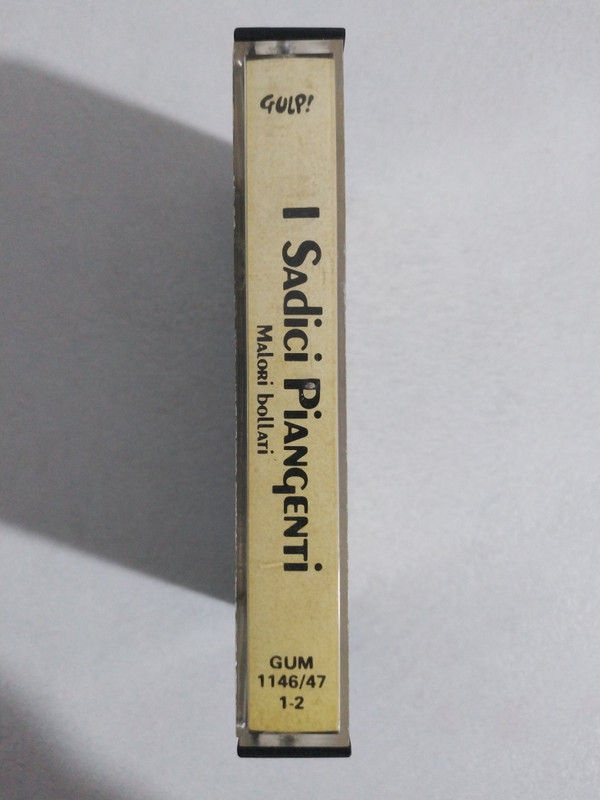 GULP!
I SADICI PIANGENTI
MALORI BOLLATI
GUM
1146/47
1-2